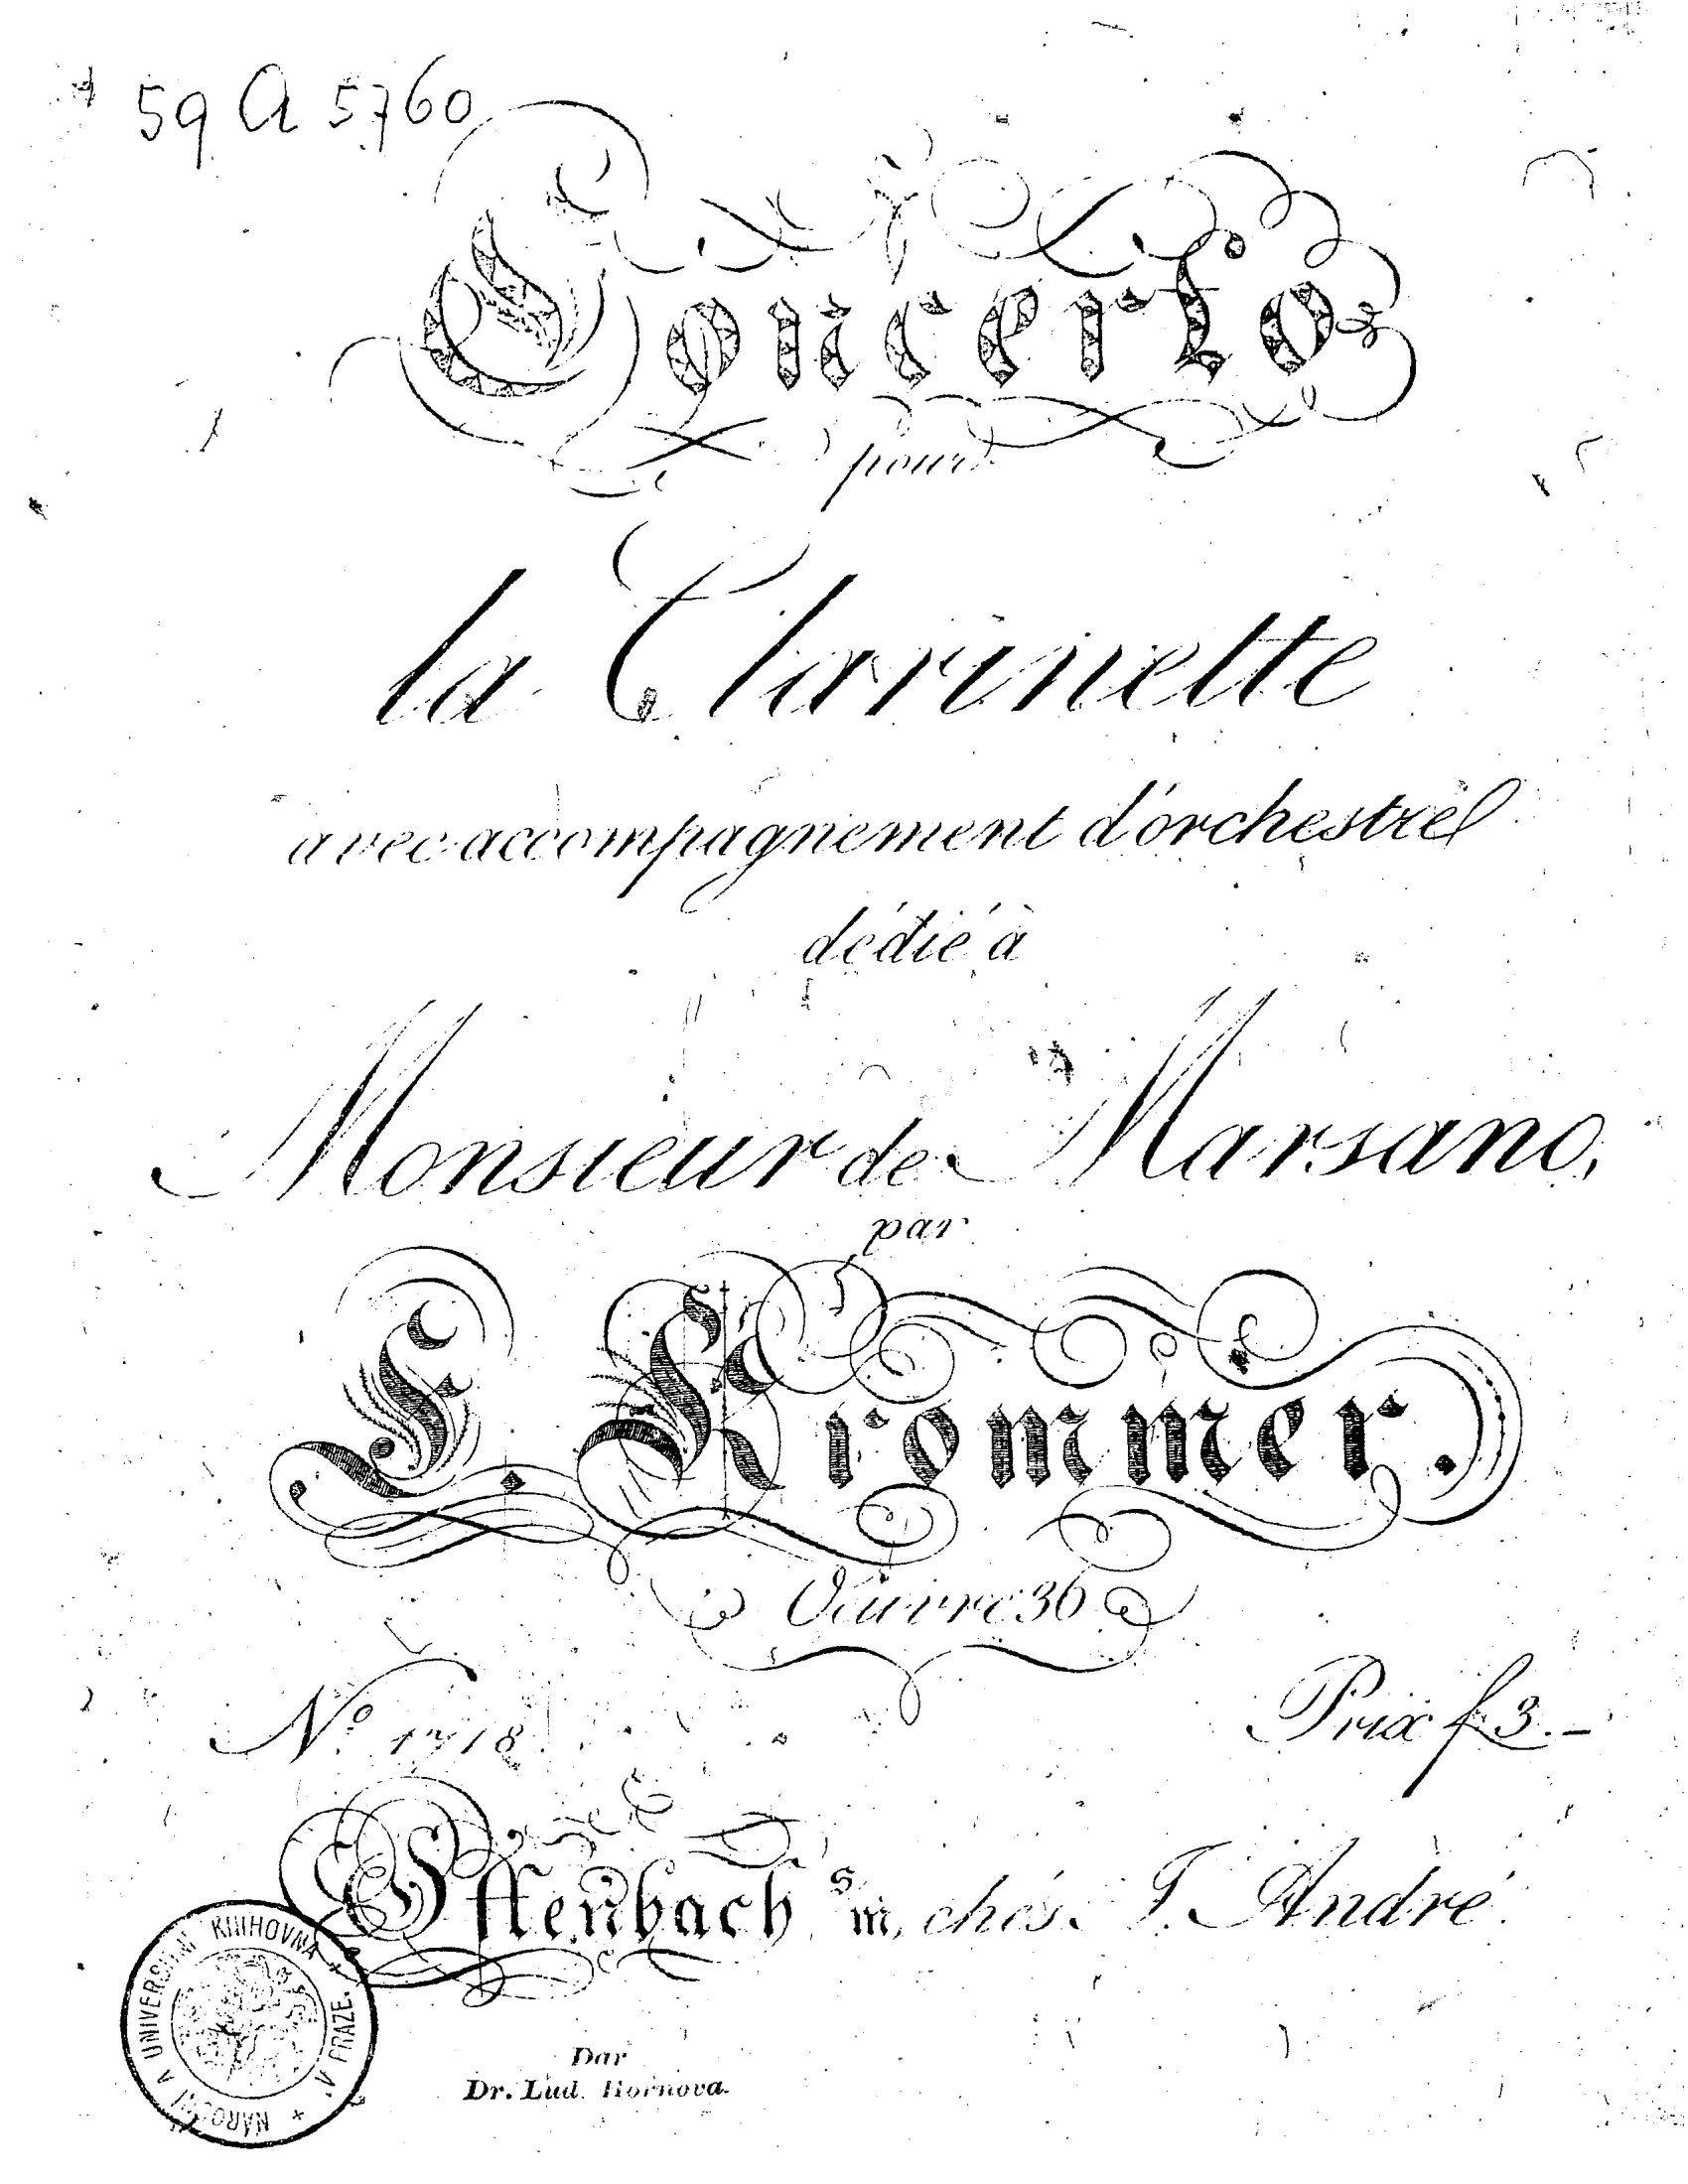 59 A 5760
Concerto
pour
la Clarinette
avec accompagnement d'orchestre
dédié à
Monsieur de Marsano,
par
F. Krommer.
Oeuvre 36
Nº 1718.
Prix f 3.—
Offenbach s/m, chés J. André.
NÁRODNÍ A UNIVERSITNÍ KNIHOVNA V PRAZE.
Dar
Dr. Lud. Hornova.